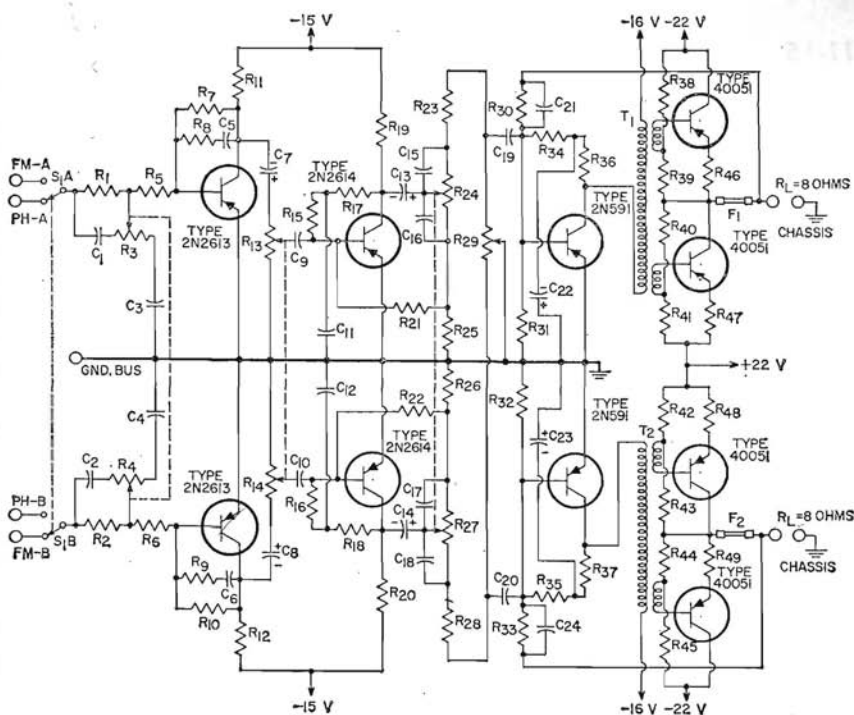 -15 V
-16 V
-22 V
R11
R7
R8
C5
C7
-
+
R19
R23
R30
C21
TYPE
40051
R38
T1
FM-A
PH-A
S1A
R1
R5
TYPE
2N2614
C15
C13
-
+
C19
R34
R36
R39
R46
R15
R17
R24
TYPE
2N591
F1
RL=8 OHMS
CHASSIS
C1
R3
TYPE
2N2613
R13
C9
C16
R29
R40
TYPE
40051
C3
C11
R21
R25
C22
-
+
R31
R41
R47
GND. BUS
+22 V
C4
C12
R22
R26
R32
R42
R48
C2
R4
TYPE
2N2613
R14
C10
TYPE
2N2614
C23
+
-
TYPE
2N591
T2
TYPE
40051
PH-B
FM-B
S1B
R2
R6
R16
C17
R27
R43
F2
RL=8 OHMS
CHASSIS
R9
C6
C8
+
-
R18
C14
-
+
C18
R35
R37
R44
R49
TYPE
40051
R10
R12
R20
R28
C20
R33
C24
R45
-15 V
-16 V
-22 V